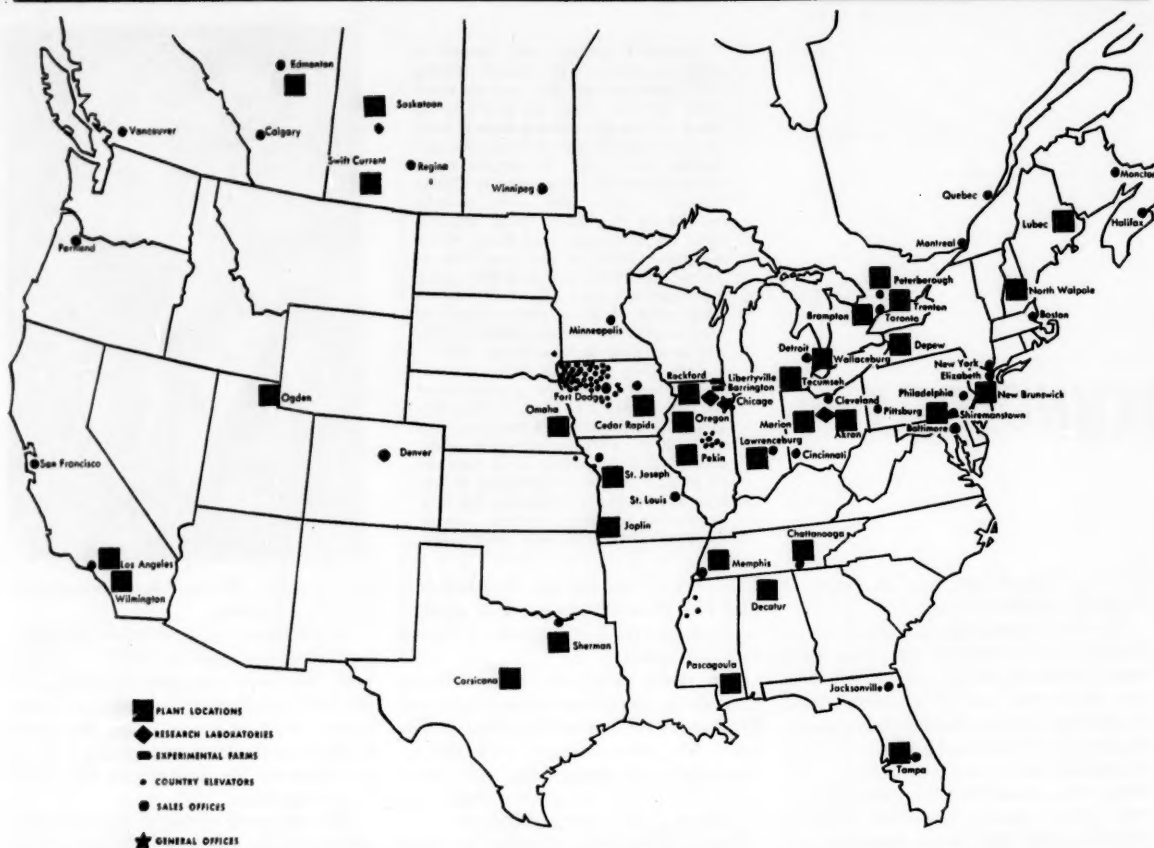 Edmonton
Saskatoon
Vancouver
Calgary
Swift Current
Regina
Winnipeg
Quebec
Moncton
Lubec
Halifax
Montreal
Portland
Peterborough
North Walpole
Trenton
Brampton
Toronto
Boston
Minneapolis
Detroit
Wallaceburg
Depew
New York
Elizabeth
Rockford
Libertyville
Barrington
Tecumseh
Cleveland
Philadelphia
New Brunswick
Ogden
Fort Dodge
Chicago
Omaha
Cedar Rapids
Oregon
Marion
Akron
Pittsburg
Shiremanstown
Baltimore
San Francisco
Denver
Pekin
Lawrenceburg
Cincinnati
St. Joseph
St. Louis
Joplin
Chattanooga
Los Angeles
Memphis
Wilmington
Decatur
Sherman
Corsicana
Pascagoula
Jacksonville
Tampa
PLANT LOCATIONS
RESEARCH LABORATORIES
EXPERIMENTAL FARMS
COUNTRY ELEVATORS
SALES OFFICES
GENERAL OFFICES